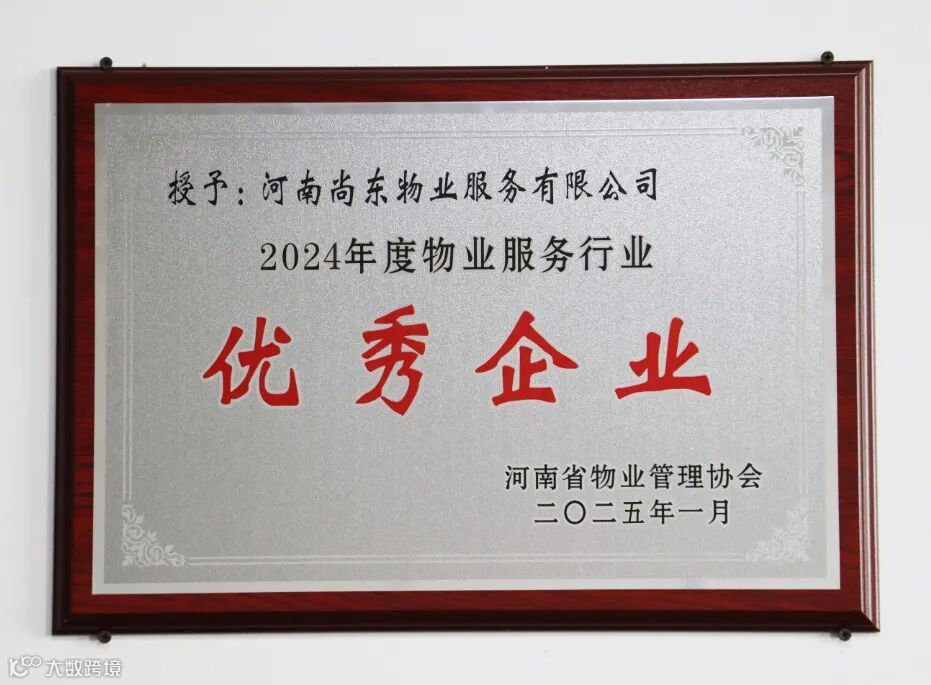 授予：河南尚东物业服务有限公司
2024年度物业服务行业
优秀企业
河南省物业管理协会
二〇二五年一月
大数跨境